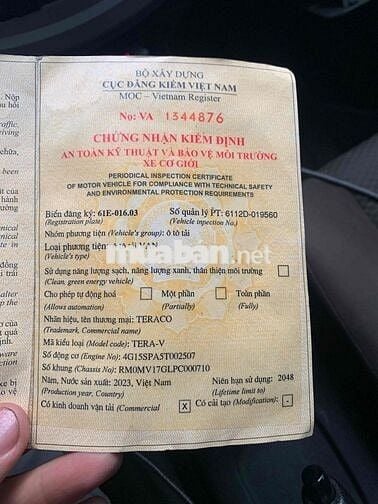 BỘ XÂY DỰNG
CỤC ĐĂNG KIỂM VIỆT NAM
MOC – Vietnam Register
No: VA 1344876
CHỨNG NHẬN KIỂM ĐỊNH
AN TOÀN KỸ THUẬT VÀ BẢO VỆ MÔI TRƯỜNG
XE CƠ GIỚI
PERIODICAL INSPECTION CERTIFICATE
OF MOTOR VEHICLE FOR COMPLIANCE WITH TECHNICAL SAFETY
AND ENVIRONMENTAL PROTECTION REQUIREMENTS
Biển đăng ký: 61E-016.03 Số quản lý PT: 6112D-019560
(Registration plate) (Vehicle inspection No.)
Nhóm phương tiện (Vehicle's group): ô tô tải
Loại phương tiện: VAN
(Vehicle's type)
muaban.net
Sử dụng năng lượng sạch, năng lượng xanh, thân thiện môi trường
(Clean. green energy vehicle)
Cho phép tự động hoá Một phần Toàn phần
(Allows automation) (Partially) (Fully)
Nhãn hiệu, tên thương mại: TERACO
(Trademark. Commercial name)
Mã kiểu loại (Model code): TERA-V
Số động cơ (Engine No): 4G15SPA5T002507
Số khung (Chassis No): RM0MV17GLPC000710
Năm, Nước sản xuất: 2023, Việt Nam Niên hạn sử dụng: 2048
(Production year, Country) (Lifetime limit to)
Có kinh doanh vận tải (Commercial X Có cải tạo (Modification) -